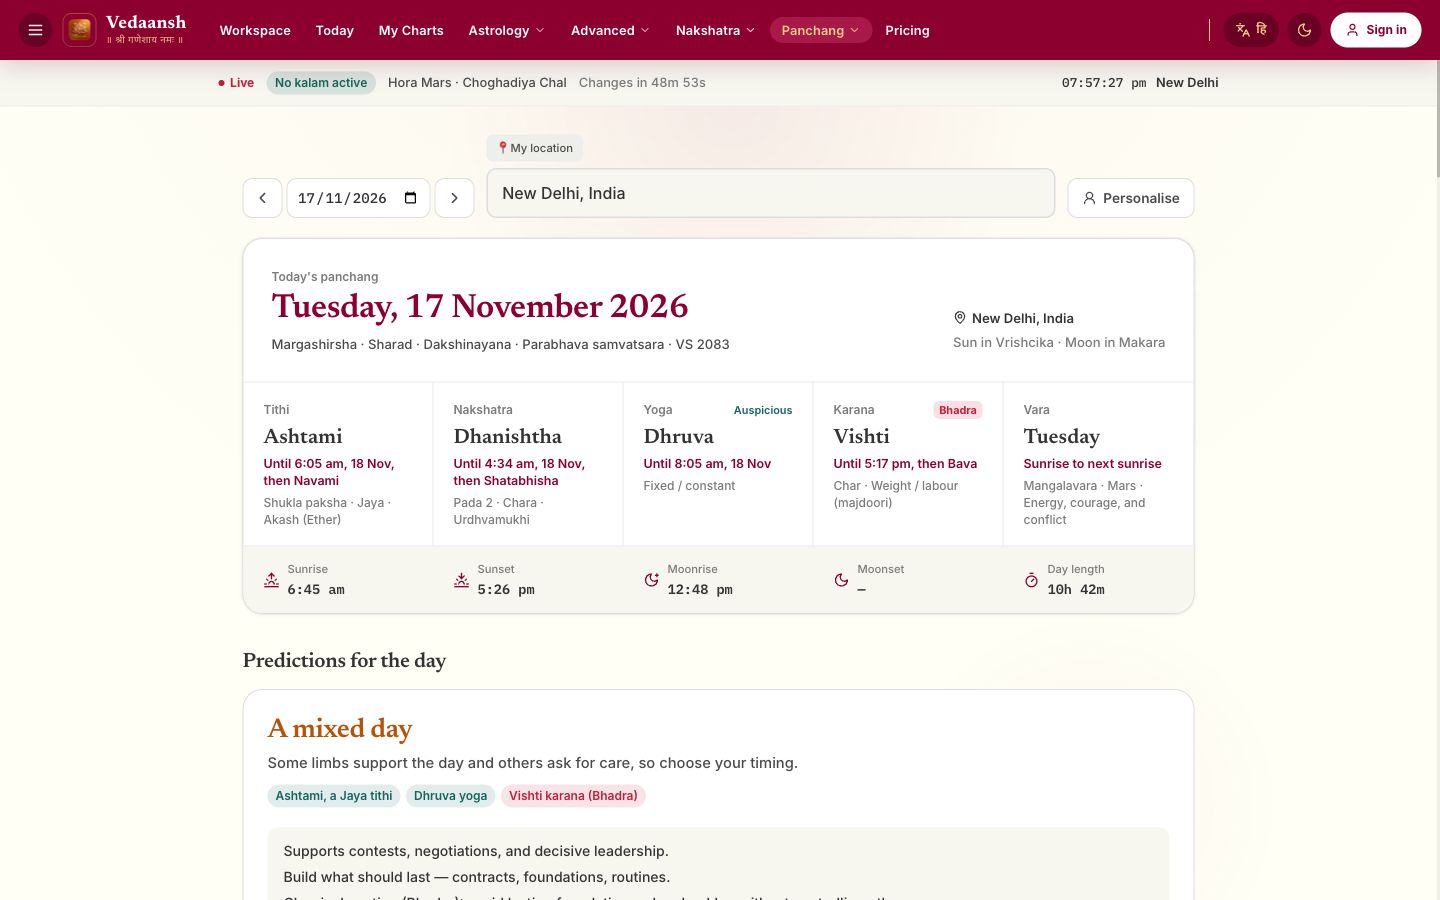 Vedaansh
॥ श्री गणेशाय नमः ॥
Workspace
Today
My Charts
Astrology
Advanced
Nakshatra
Panchang
Pricing
हि
Sign in
Live
No kalam active
Hora Mars · Choghadiya Chal
Changes in 48m 53s
07:57:27 pm New Delhi
My location
17/11/2026
New Delhi, India
Personalise
Today's panchang
Tuesday, 17 November 2026
Margashirsha · Sharad · Dakshinayana · Parabhava samvatsara · VS 2083
New Delhi, India
Sun in Vrishcika · Moon in Makara
Tithi
Ashtami
Until 6:05 am, 18 Nov,
then Navami
Shukla paksha · Jaya ·
Akash (Ether)
Nakshatra
Dhanishtha
Until 4:34 am, 18 Nov,
then Shatabhisha
Pada 2 · Chara ·
Urdhvamukhi
Yoga
Auspicious
Dhruva
Until 8:05 am, 18 Nov
Fixed / constant
Karana
Bhadra
Vishti
Until 5:17 pm, then Bava
Char · Weight / labour
(majdoori)
Vara
Tuesday
Sunrise to next sunrise
Mangalavara · Mars ·
Energy, courage, and
conflict
Sunrise
6:45 am
Sunset
5:26 pm
Moonrise
12:48 pm
Moonset
—
Day length
10h 42m
Predictions for the day
A mixed day
Some limbs support the day and others ask for care, so choose your timing.
Ashtami, a Jaya tithi
Dhruva yoga
Vishti karana (Bhadra)
Supports contests, negotiations, and decisive leadership.
Build what should last — contracts, foundations, routines.